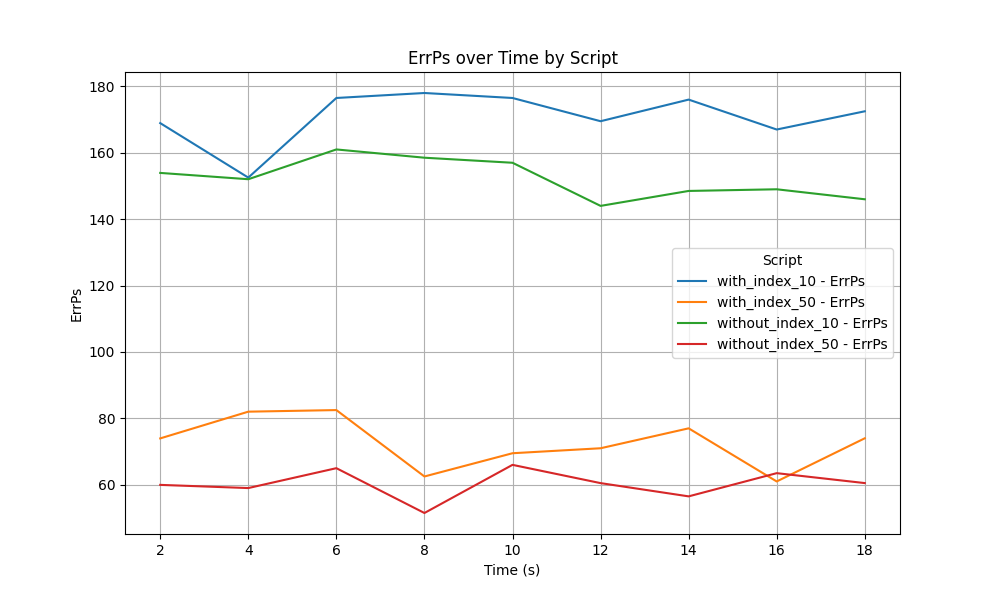 ErrPs over Time by Script
ErrPs
180
160
140
120
100
80
60
2 4 6 8 10 12 14 16 18
Time (s)
Script
with_index_10 - ErrPs
with_index_50 - ErrPs
without_index_10 - ErrPs
without_index_50 - ErrPs